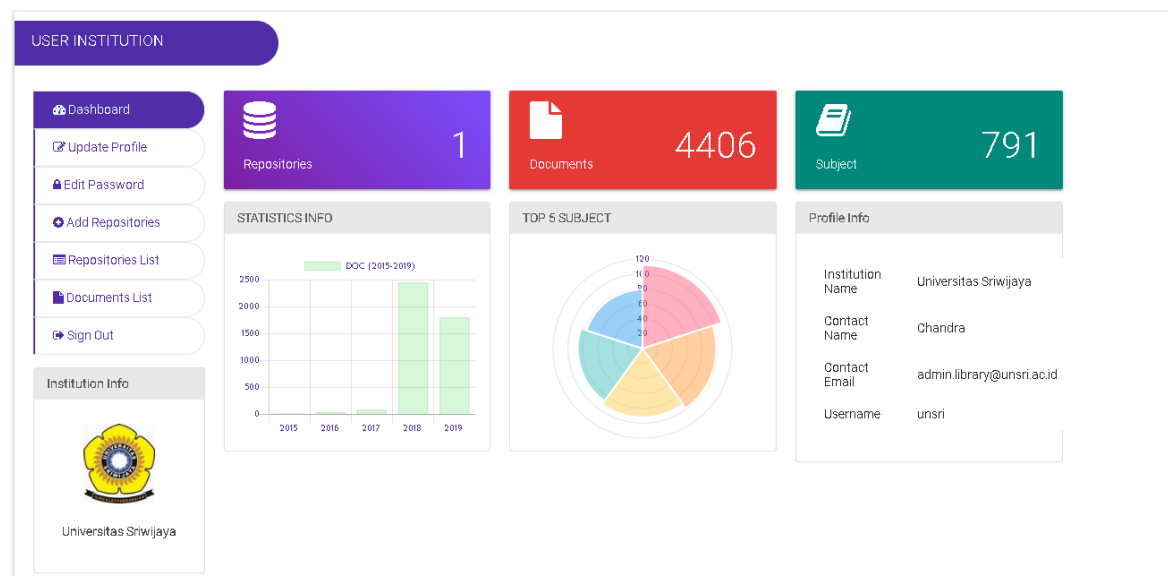 USER INSTITUTION
Dashboard
Update Profile
Edit Password
Add Repositories
Repositories List
Documents List
Sign Out
Institution Info
Universitas Sriwijaya
Repositories
1
Documents
4406
Subject
791
STATISTICS INFO
DOC (2015-2019)
2500
2000
1500
1000
500
0
2015 2016 2017 2018 2019
TOP 5 SUBJECT
120
100
80
60
40
20
Profile Info
Institution
Name
Universitas Sriwijaya
Contact
Name
Chandra
Contact
Email
admin.library@unsri.ac.id
Username
unsri